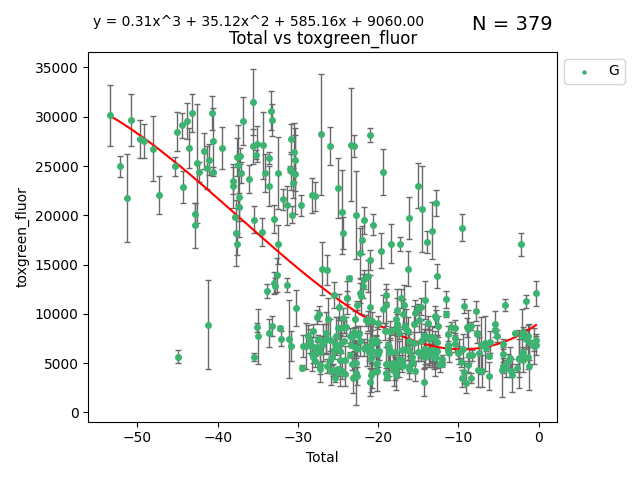 y = 0.31x^3 + 35.12x^2 + 585.16x + 9060.00
N = 379
Total vs toxgreen_fluor
G
35000
30000
25000
20000
15000
10000
5000
0
toxgreen_fluor
−50
−40
−30
−20
−10
0
Total